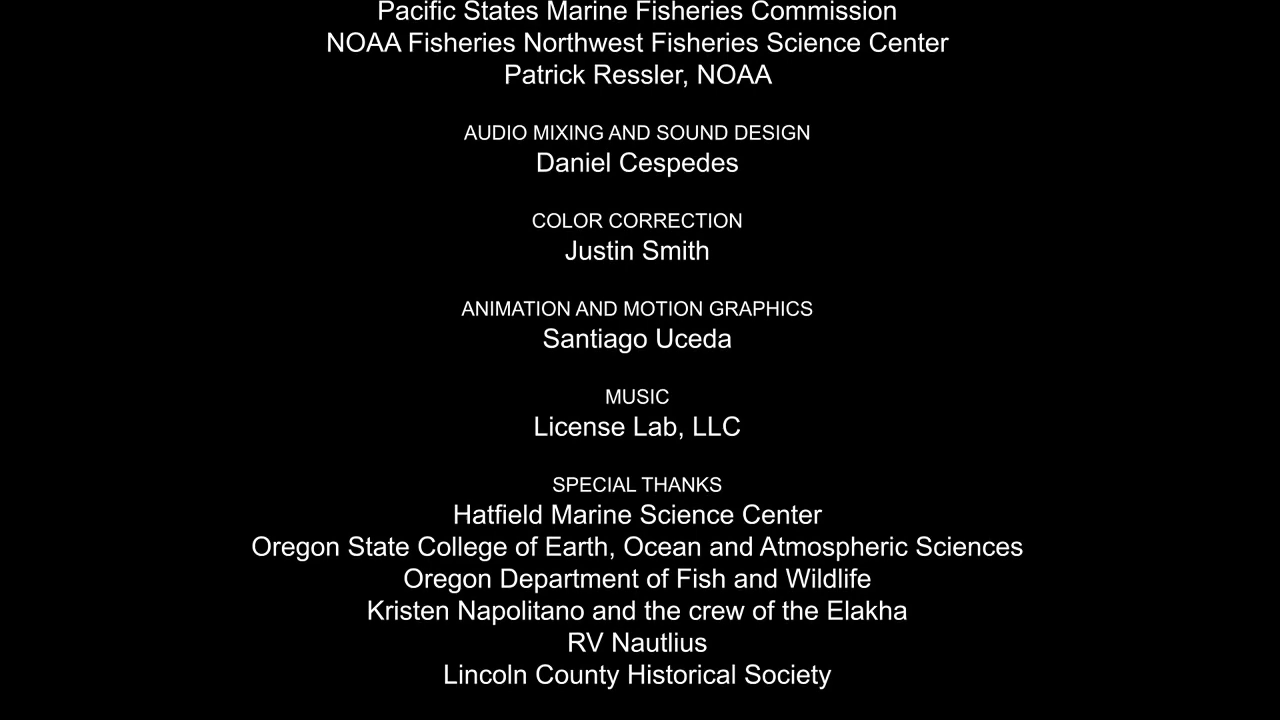 Pacific States Marine Fisheries Commission
NOAA Fisheries Northwest Fisheries Science Center
Patrick Ressler, NOAA
AUDIO MIXING AND SOUND DESIGN
Daniel Cespedes
COLOR CORRECTION
Justin Smith
ANIMATION AND MOTION GRAPHICS
Santiago Uceda
MUSIC
License Lab, LLC
SPECIAL THANKS
Hatfield Marine Science Center
Oregon State College of Earth, Ocean and Atmospheric Sciences
Oregon Department of Fish and Wildlife
Kristen Napolitano and the crew of the Elakha
RV Nautlius
Lincoln County Historical Society